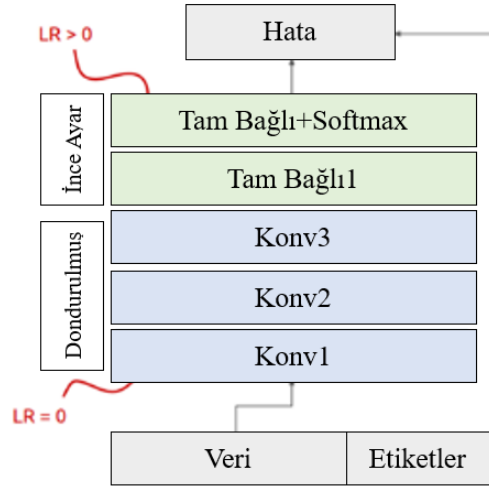 LR > 0
Hata
İnce Ayar
Tam Bağlı+Softmax
Tam Bağlı1
Dondurulmuş
Konv3
Konv2
Konv1
LR = 0
Veri
Etiketler